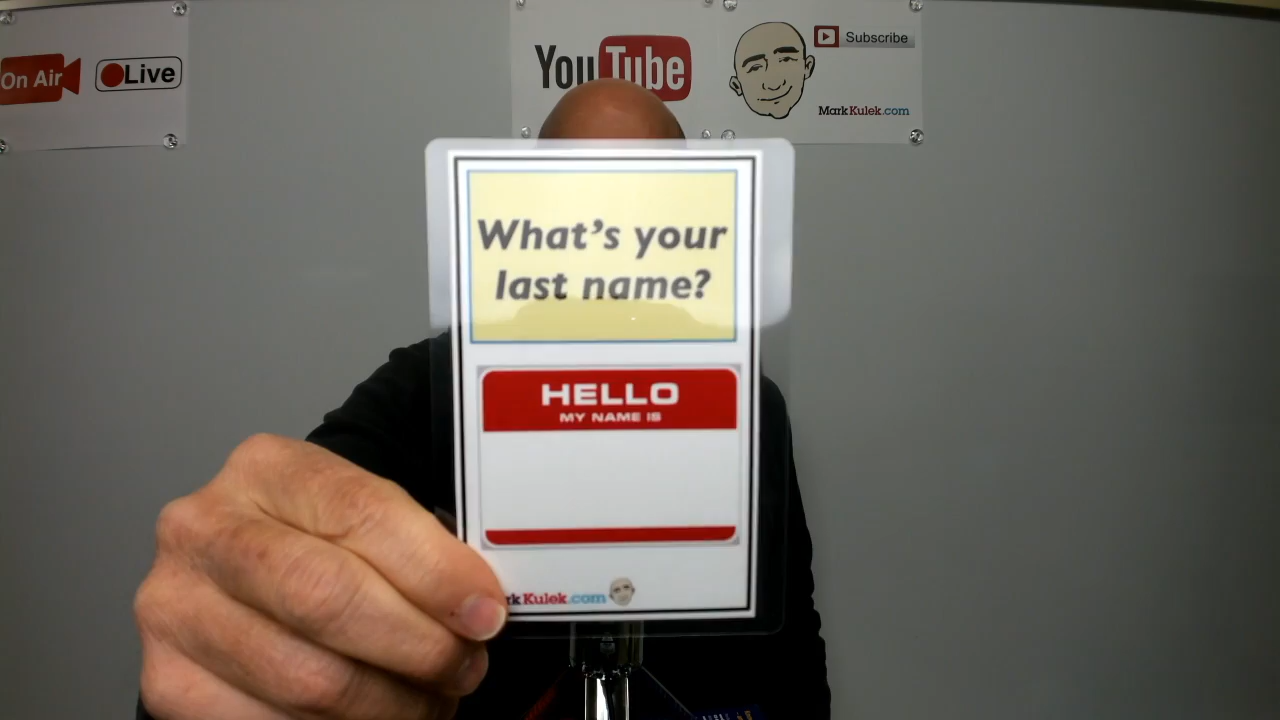 On Air
Live
YouTube
Subscribe
MarkKulek.com
What's your
last name?
HELLO
MY NAME IS
rkKulek.com